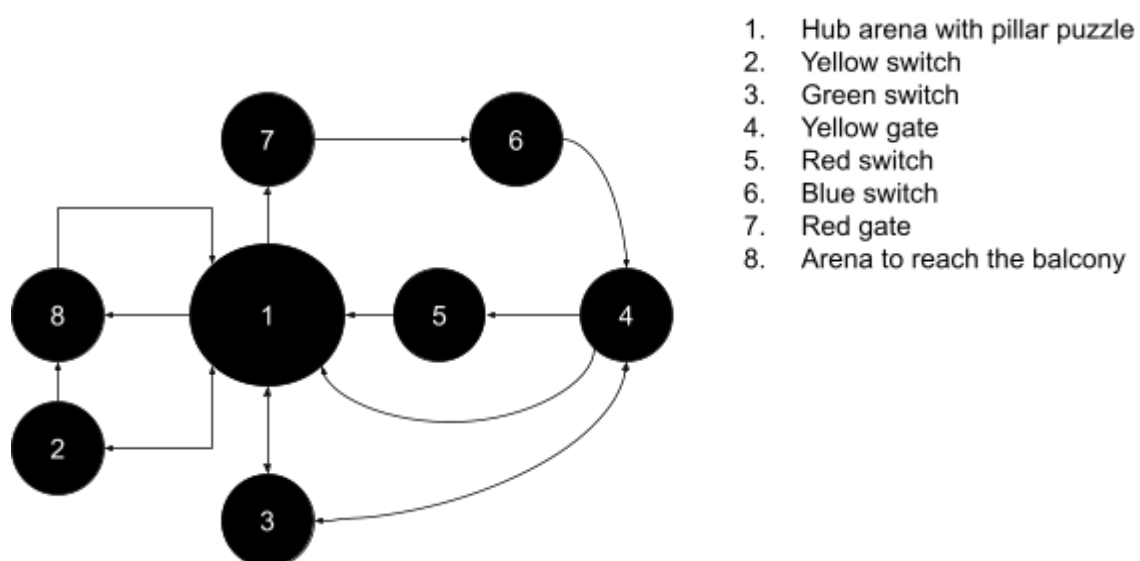 1. Hub arena with pillar puzzle
2. Yellow switch
3. Green switch
4. Yellow gate
5. Red switch
6. Blue switch
7. Red gate
8. Arena to reach the balcony
7
6
8
1
5
4
2
3